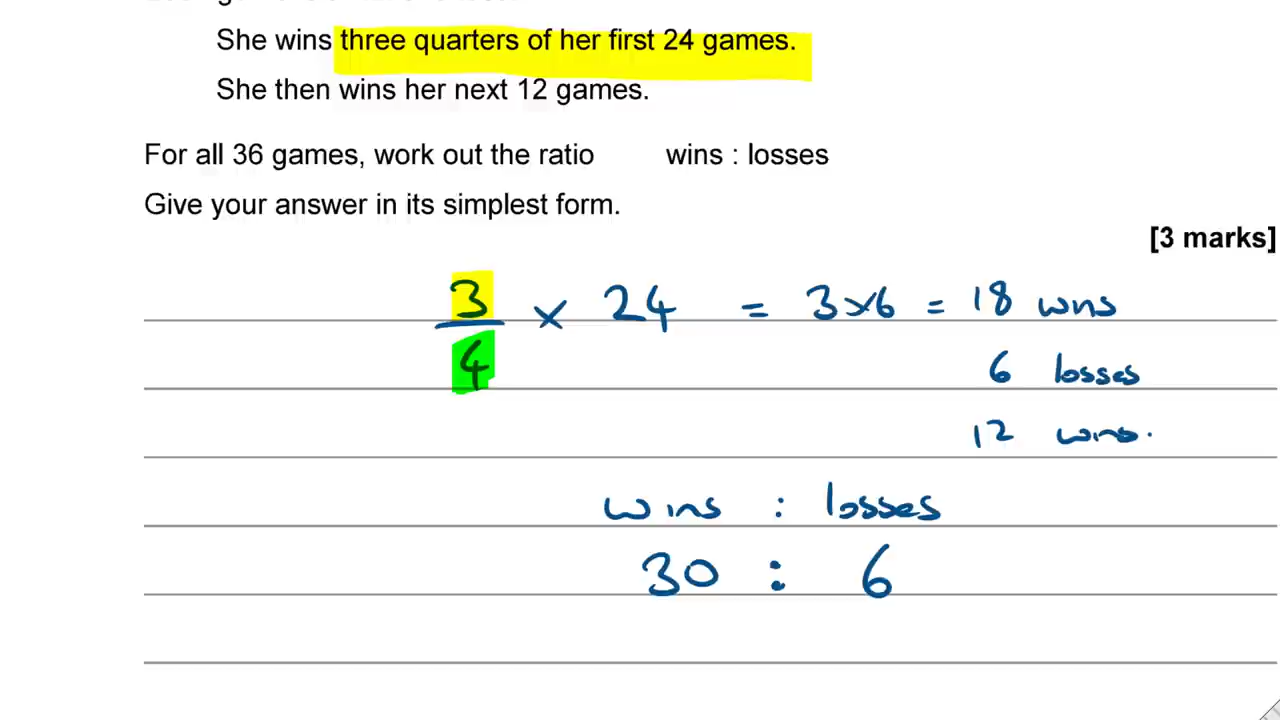 She wins three quarters of her first 24 games.
She then wins her next 12 games.
For all 36 games, work out the ratio wins : losses
Give your answer in its simplest form.
[3 marks]
3/4 × 24 = 3×6 = 18 wins
6 losses
12 wins.
wins : losses
30 : 6